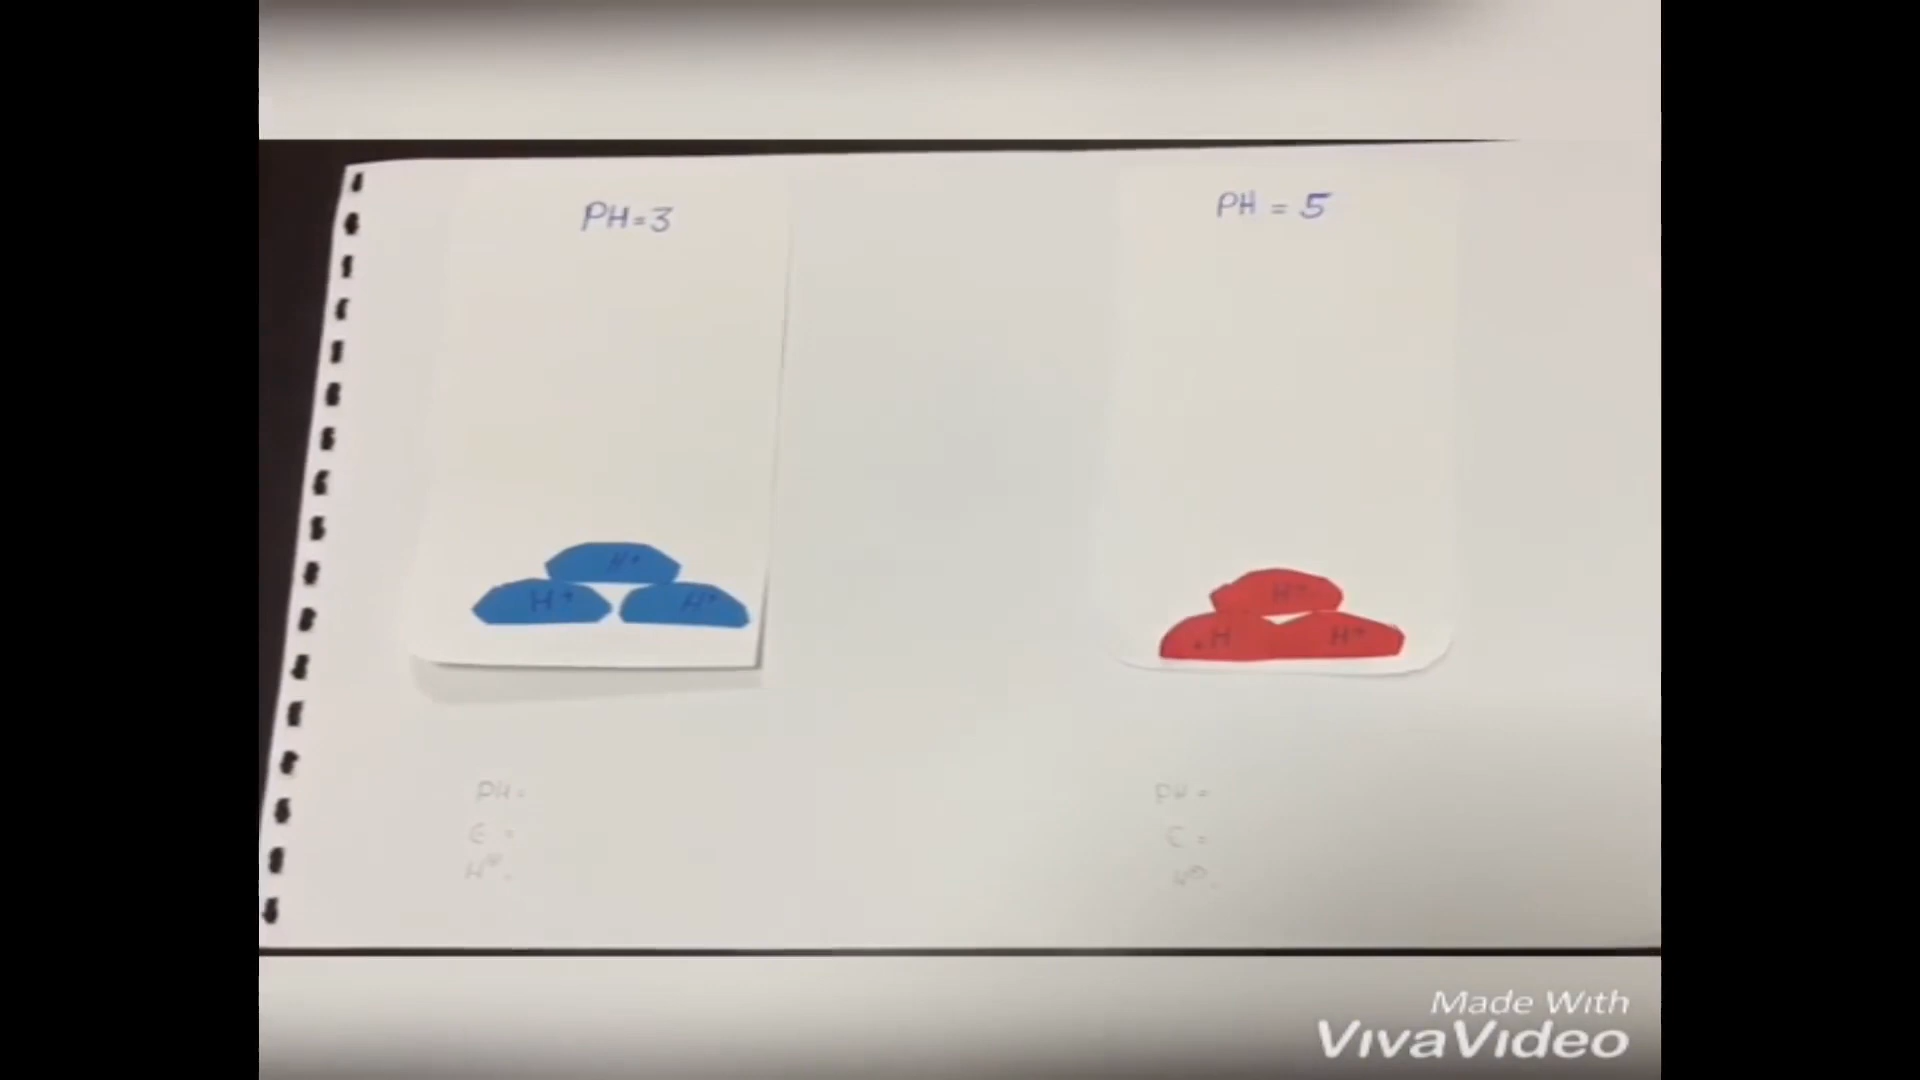 PH=3
PH = 5
H+
H+ H+
H+
H H+
PH =
C =
H⊕ =
PH =
C =
H⊕ =
Made With
VivaVideo